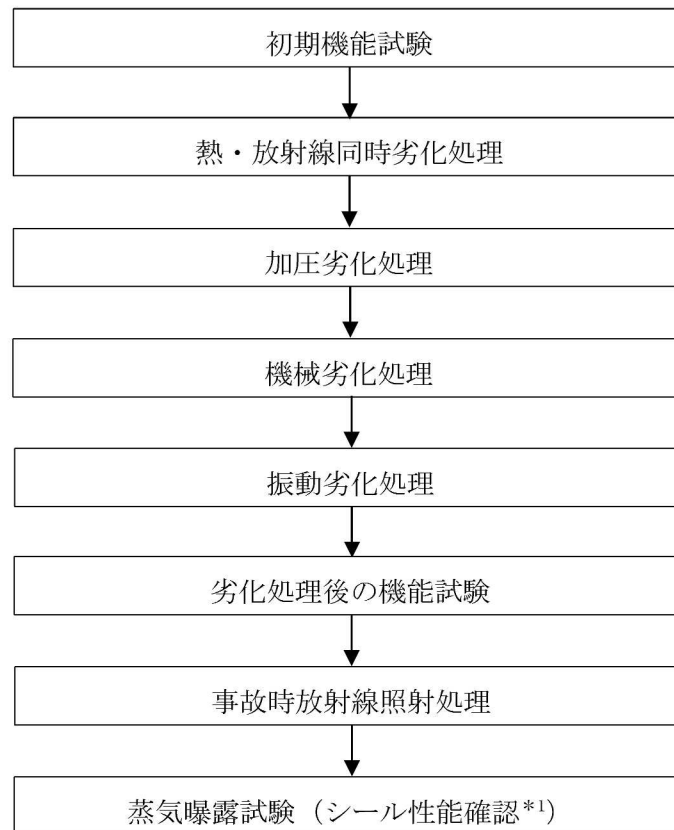 初期機能試験
熱・放射線同時劣化処理
加圧劣化処理
機械劣化処理
振動劣化処理
劣化処理後の機能試験
事故時放射線照射処理
蒸気曝露試験（シール性能確認*1）